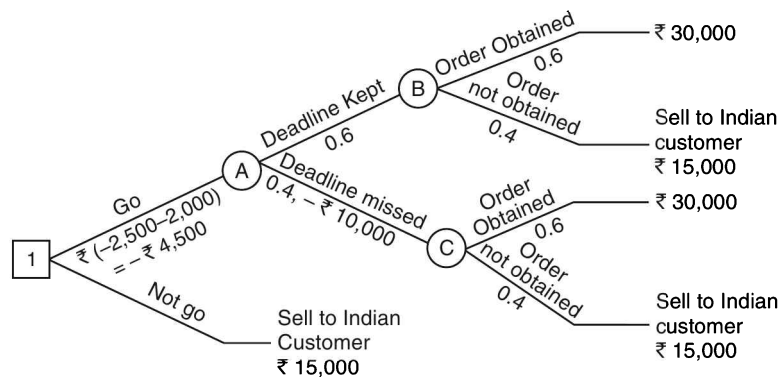 Order Obtained
0.6
₹ 30,000
B
Order
not obtained
0.4
Sell to Indian
customer
₹ 15,000
Deadline Kept
0.6
A
Deadline missed
0.4, – ₹ 10,000
Order
Obtained
0.6
₹ 30,000
C
Order
not obtained
0.4
Sell to Indian
customer
₹ 15,000
Go
₹ (–2,500–2,000)
= – ₹ 4,500
1
Not go
Sell to Indian
Customer
₹ 15,000